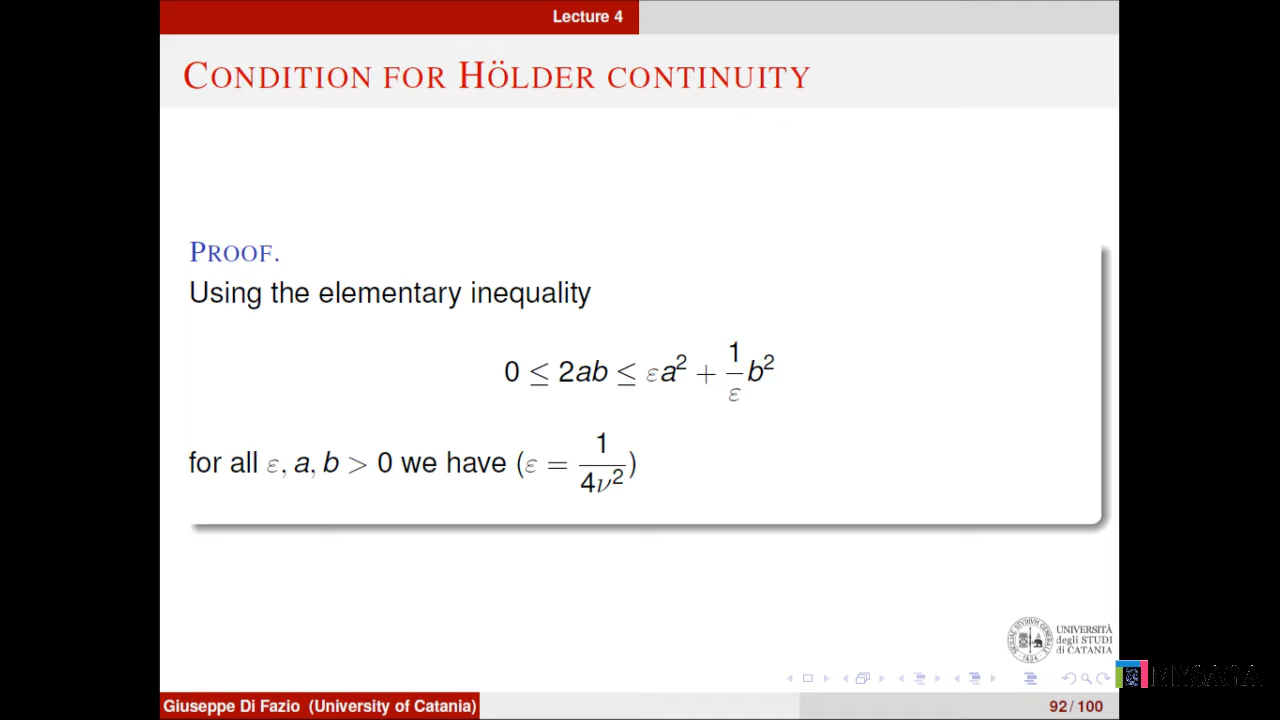 Lecture 4
CONDITION FOR HÖLDER CONTINUITY
PROOF.
Using the elementary inequality
0 ≤ 2ab ≤ εa² + 1/ε b²
for all ε, a, b > 0 we have (ε = 1/4ν²)
UNIVERSITÀ
degli STUDI
di CATANIA
MYSAGA
Giuseppe Di Fazio (University of Catania)
92 / 100